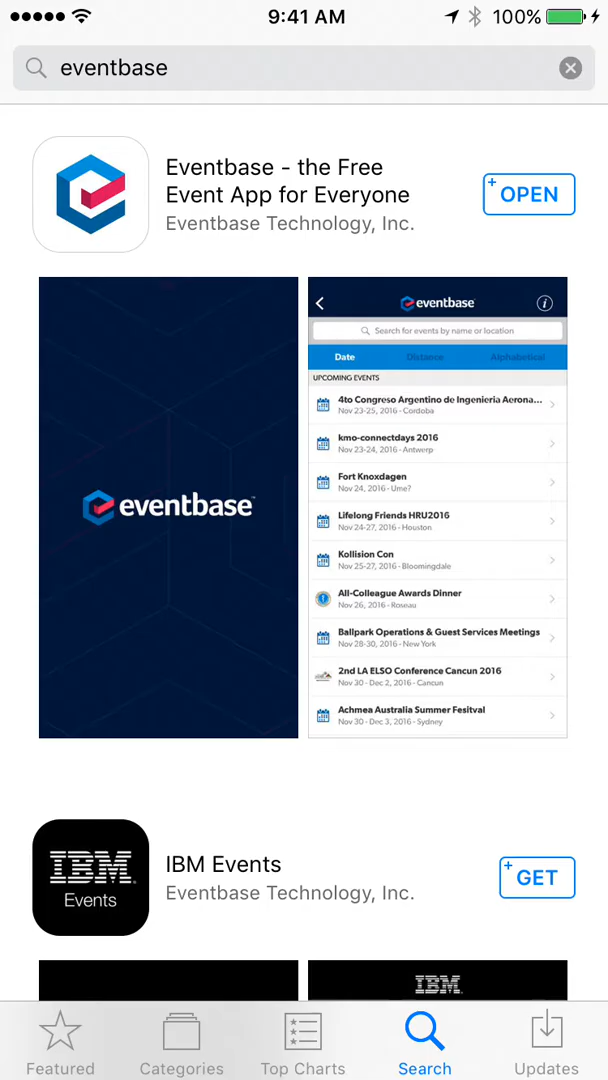 9:41 AM
100%
eventbase
Eventbase - the Free
Event App for Everyone
Eventbase Technology, Inc.
+ OPEN
eventbase™
eventbase
Search for events by name or location
Date Distance Alphabetical
UPCOMING EVENTS
4to Congreso Argentino de Ingenieria Aerona...
Nov 23-25, 2016 - Cordoba
kmo-connectdays 2016
Nov 23-24, 2016 - Antwerp
Fort Knoxdagen
Nov 24, 2016 - Ume?
Lifelong Friends HRU2016
Nov 24-27, 2016 - Houston
Kollision Con
Nov 25-27, 2016 - Bloomingdale
All-Colleague Awards Dinner
Nov 26, 2016 - Roseau
Ballpark Operations & Guest Services Meetings
Nov 28-30, 2016 - New York
2nd LA ELSO Conference Cancun 2016
Nov 30 - Dec 2, 2016 - Cancun
Achmea Australia Summer Fesitval
Nov 30 - Dec 3, 2016 - Sydney
IBM
Events
IBM Events
Eventbase Technology, Inc.
+ GET
IBM
Featured Categories Top Charts Search Updates